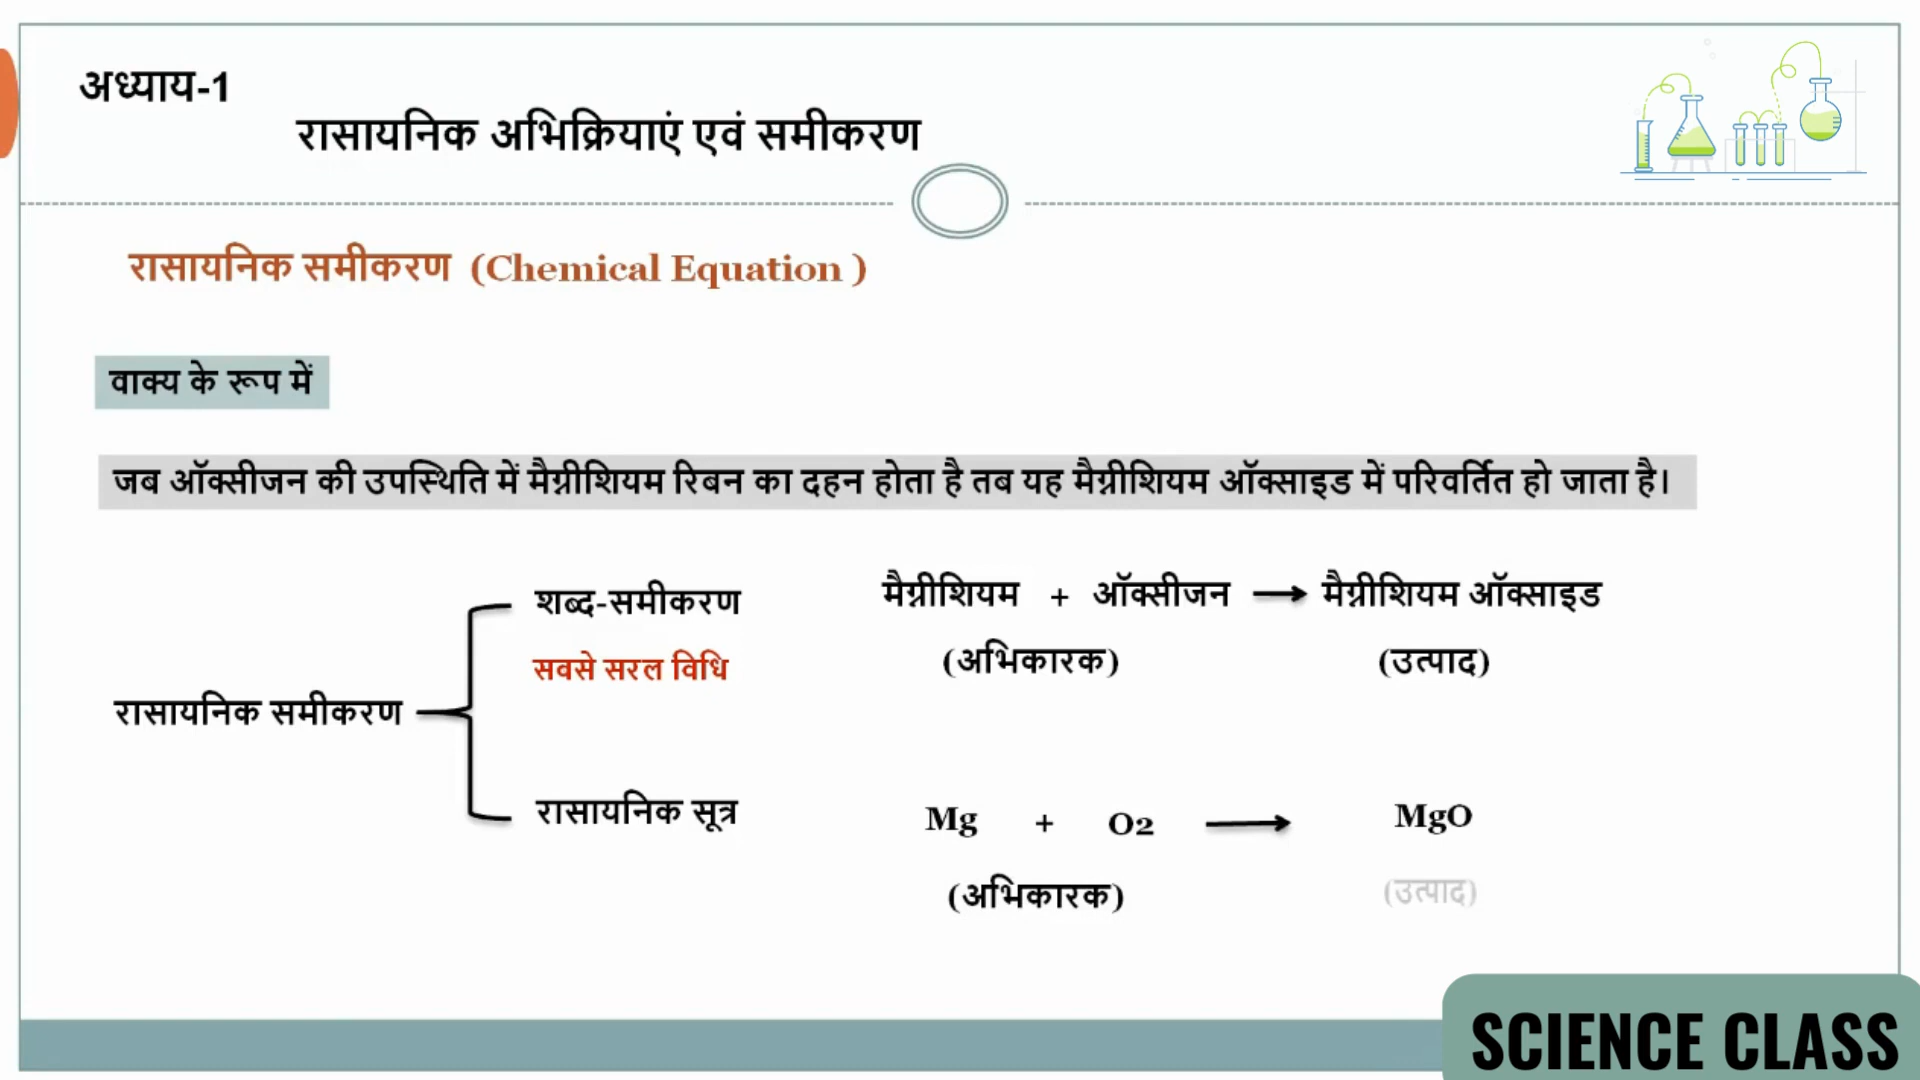 अध्याय-1
रासायनिक अभिक्रियाएं एवं समीकरण
रासायनिक समीकरण (Chemical Equation )
वाक्य के रूप में
जब ऑक्सीजन की उपस्थिति में मैग्नीशियम रिबन का दहन होता है तब यह मैग्नीशियम ऑक्साइड में परिवर्तित हो जाता है।
शब्द-समीकरण मैग्नीशियम + ऑक्सीजन → मैग्नीशियम ऑक्साइड
सबसे सरल विधि (अभिकारक) (उत्पाद)
रासायनिक समीकरण
रासायनिक सूत्र Mg + O2 → MgO
(अभिकारक) (उत्पाद)
SCIENCE CLASS